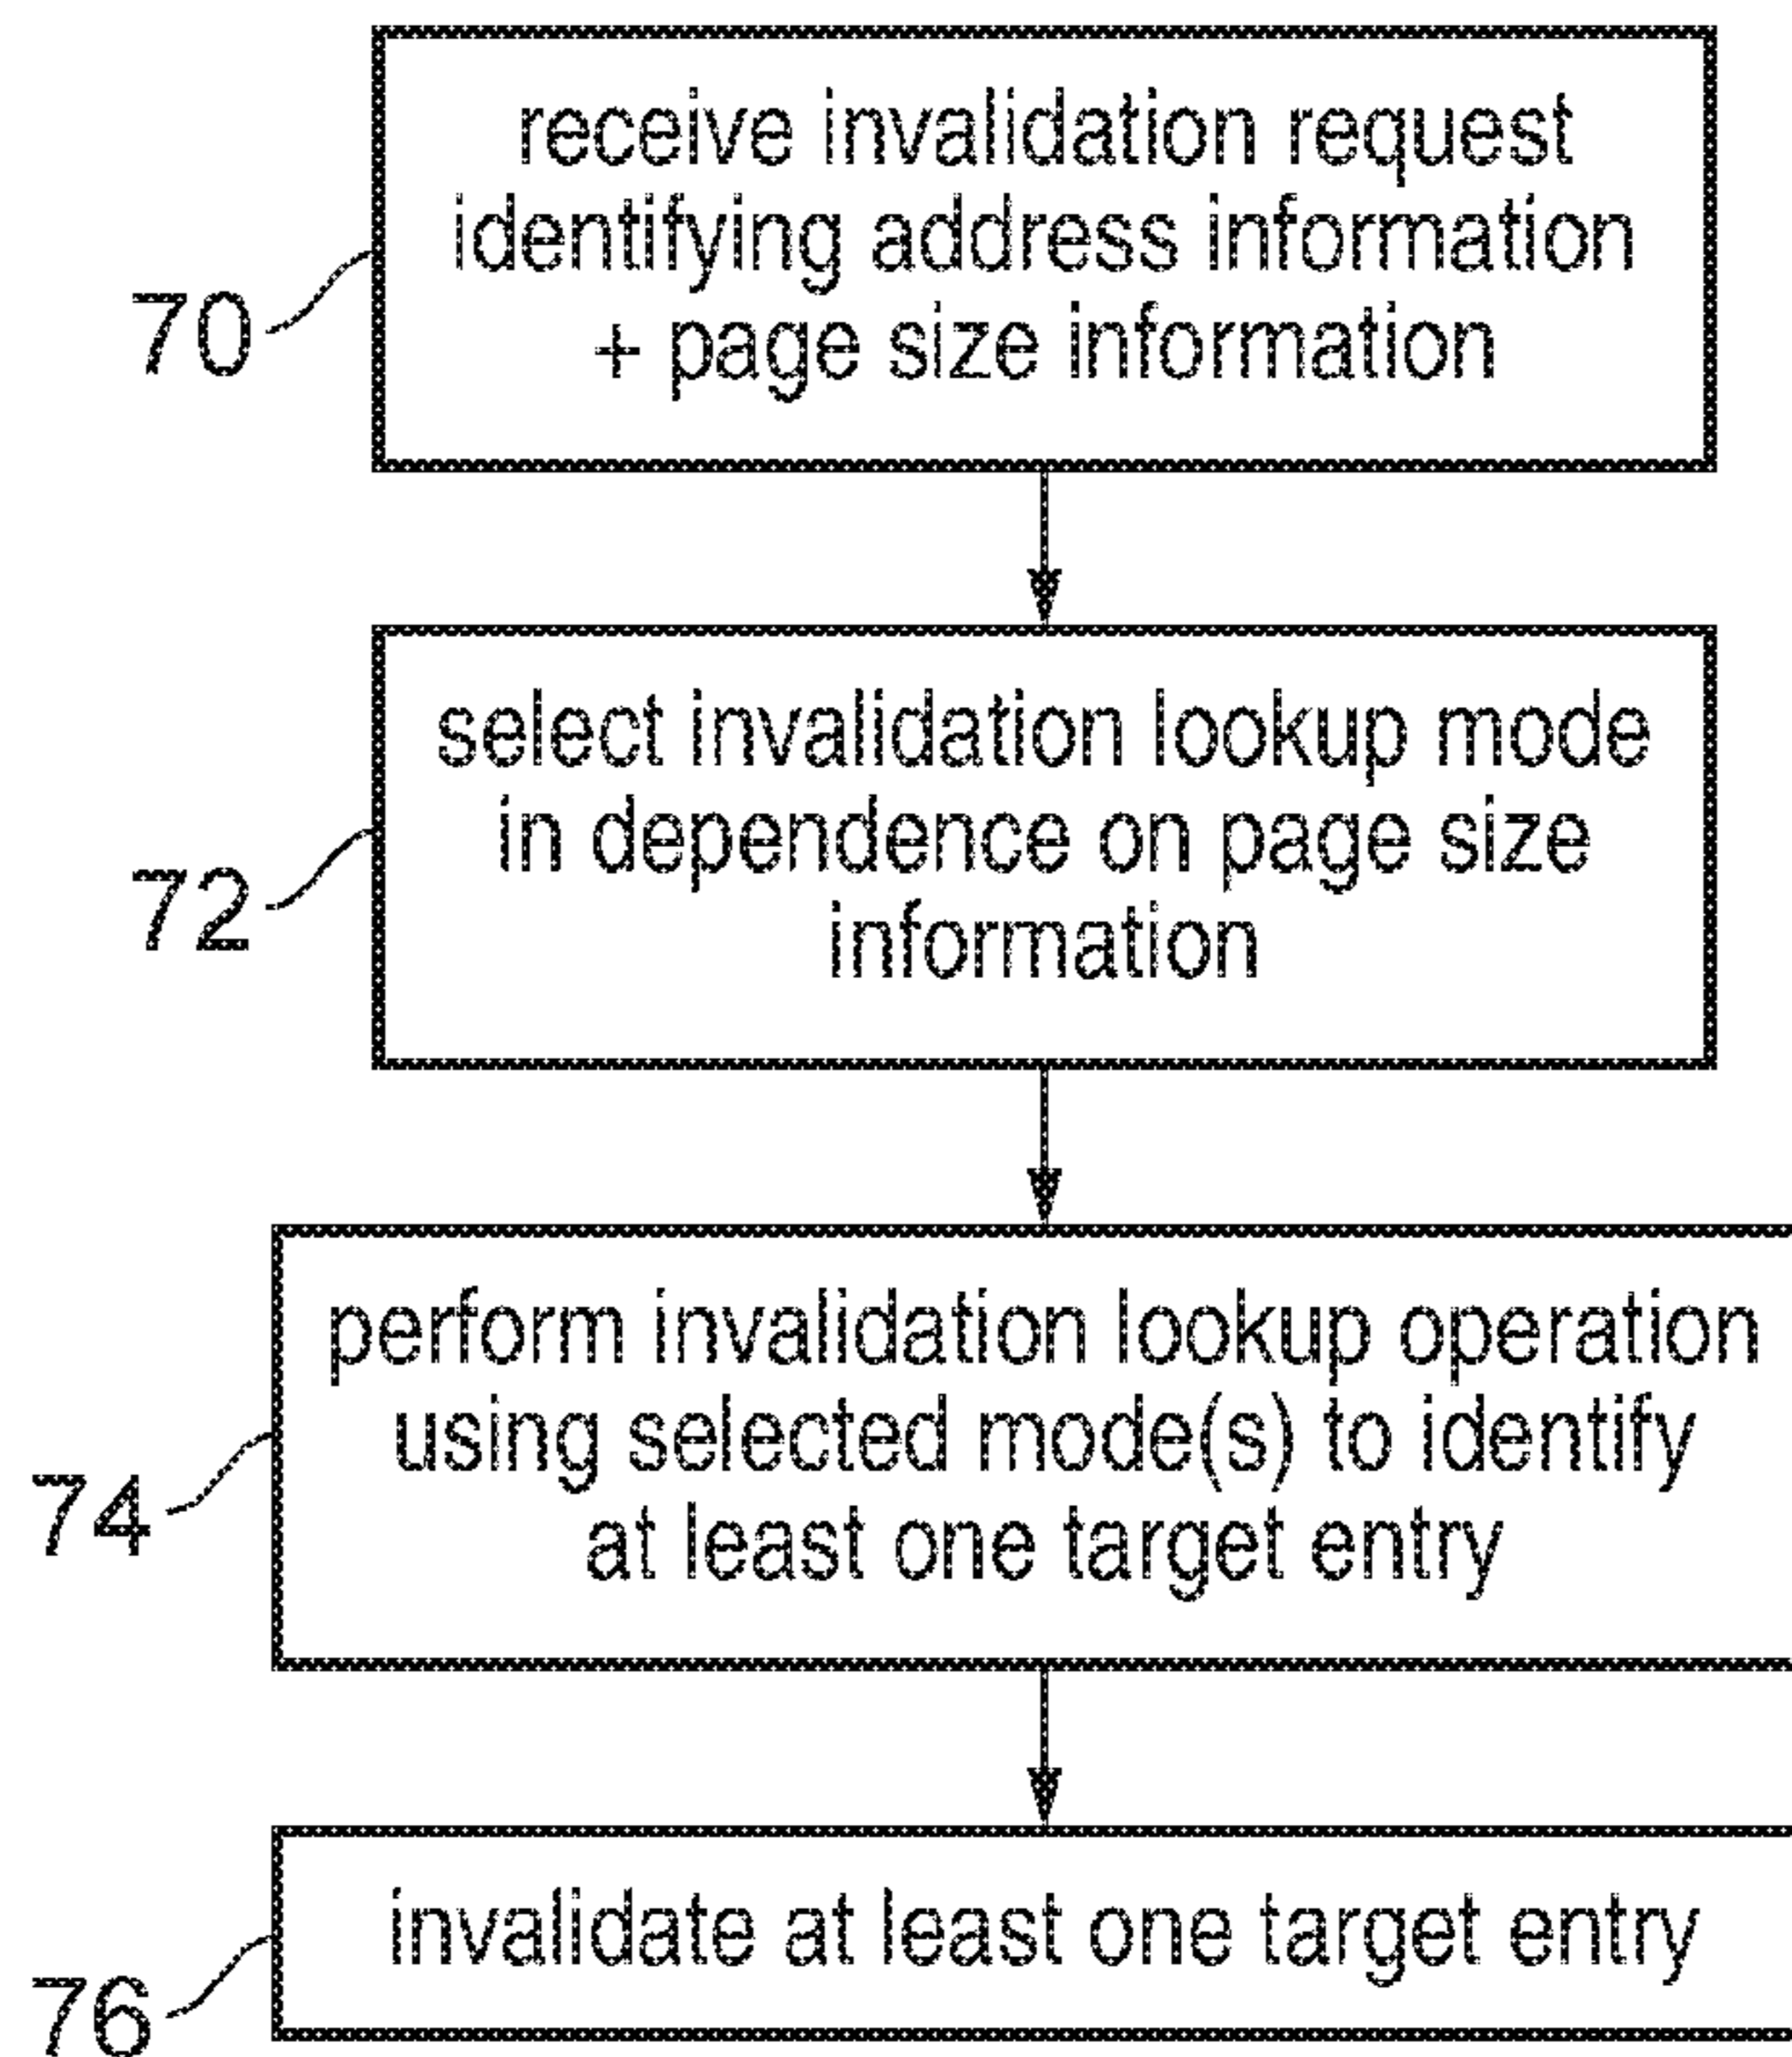 receive invalidation request
identifying address information
+ page size information
70
select invalidation lookup mode
in dependence on page size
information
72
perform invalidation lookup operation
using selected mode(s) to identify
at least one target entry
74
invalidate at least one target entry
76